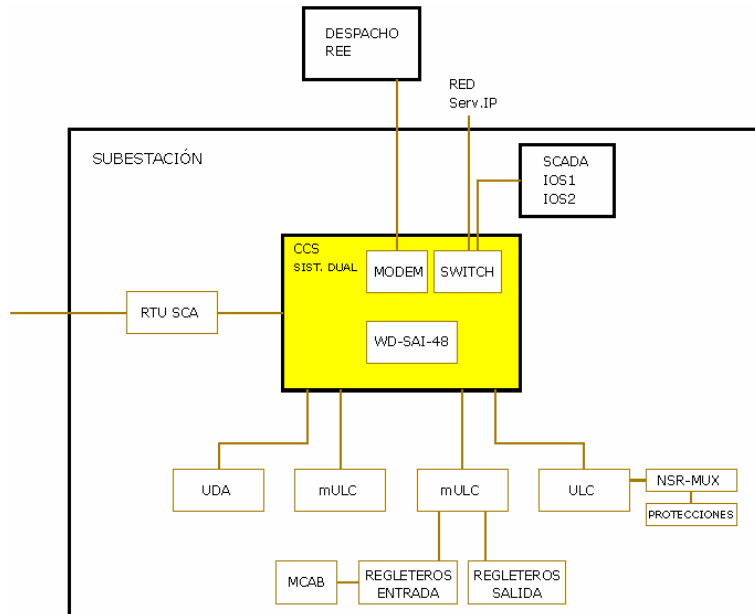 DESPACHO
REE
RED
Serv.IP
SUBESTACIÓN
SCADA
IOS1
IOS2
CCS
SIST. DUAL
MODEM
SWITCH
RTU SCA
WD-SAI-48
UDA
mULC
mULC
ULC
NSR-MUX
PROTECCIONES
MCAB
REGLETEROS
ENTRADA
REGLETEROS
SALIDA